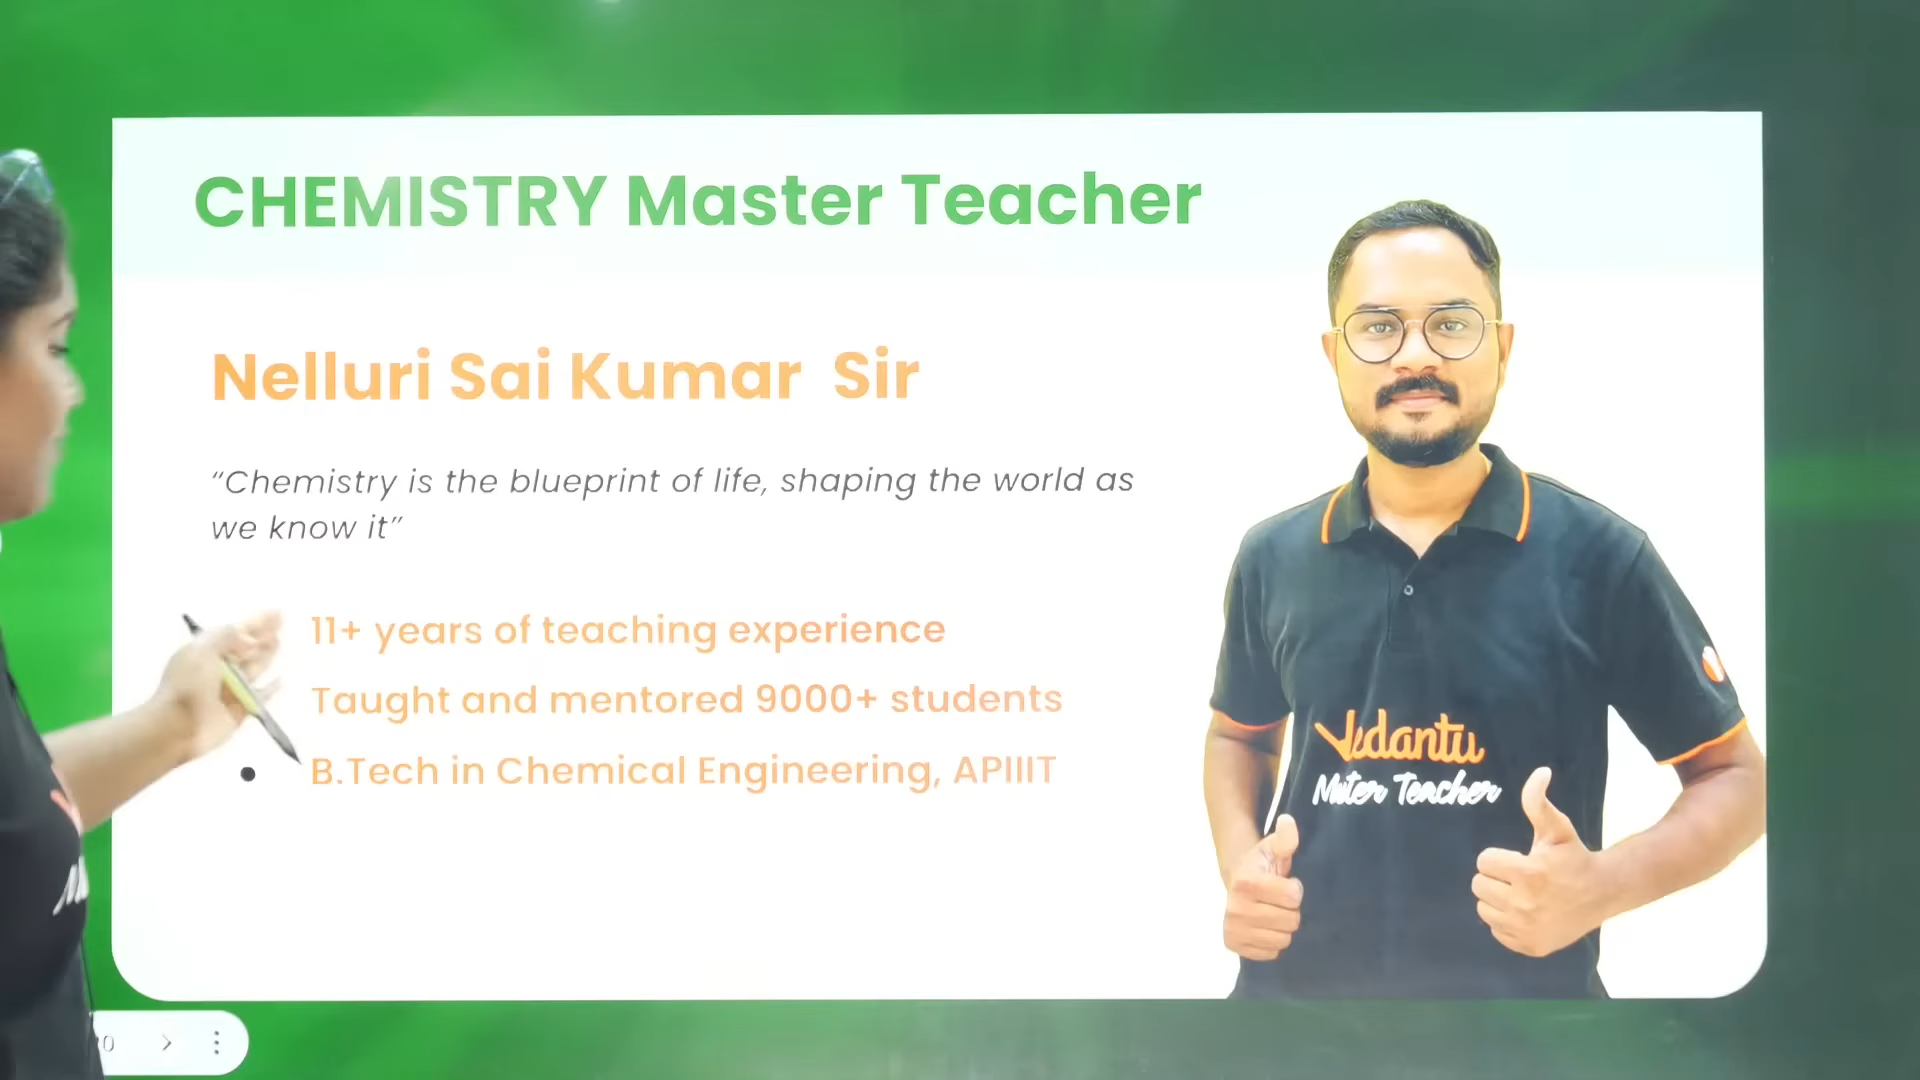 CHEMISTRY Master Teacher
Nelluri Sai Kumar Sir
“Chemistry is the blueprint of life, shaping the world as
we know it”
11+ years of teaching experience
Taught and mentored 9000+ students
• B.Tech in Chemical Engineering, APIIIT
Vedantu
Master Teacher